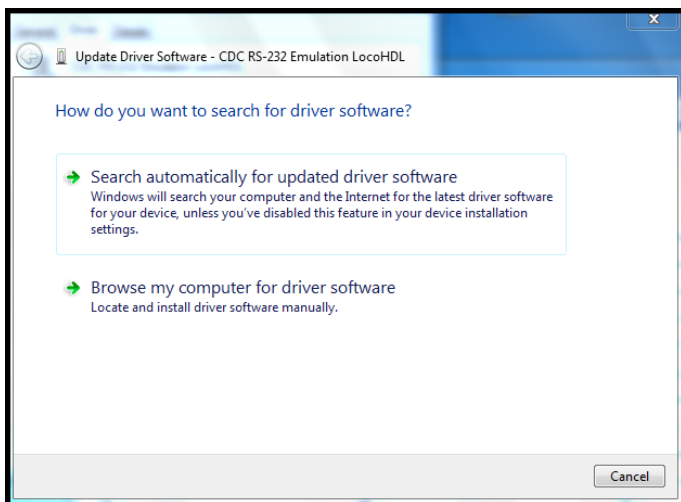 Update Driver Software - CDC RS-232 Emulation LocoHDL
How do you want to search for driver software?
Search automatically for updated driver software
Windows will search your computer and the Internet for the latest driver software
for your device, unless you've disabled this feature in your device installation
settings.
Browse my computer for driver software
Locate and install driver software manually.
Cancel